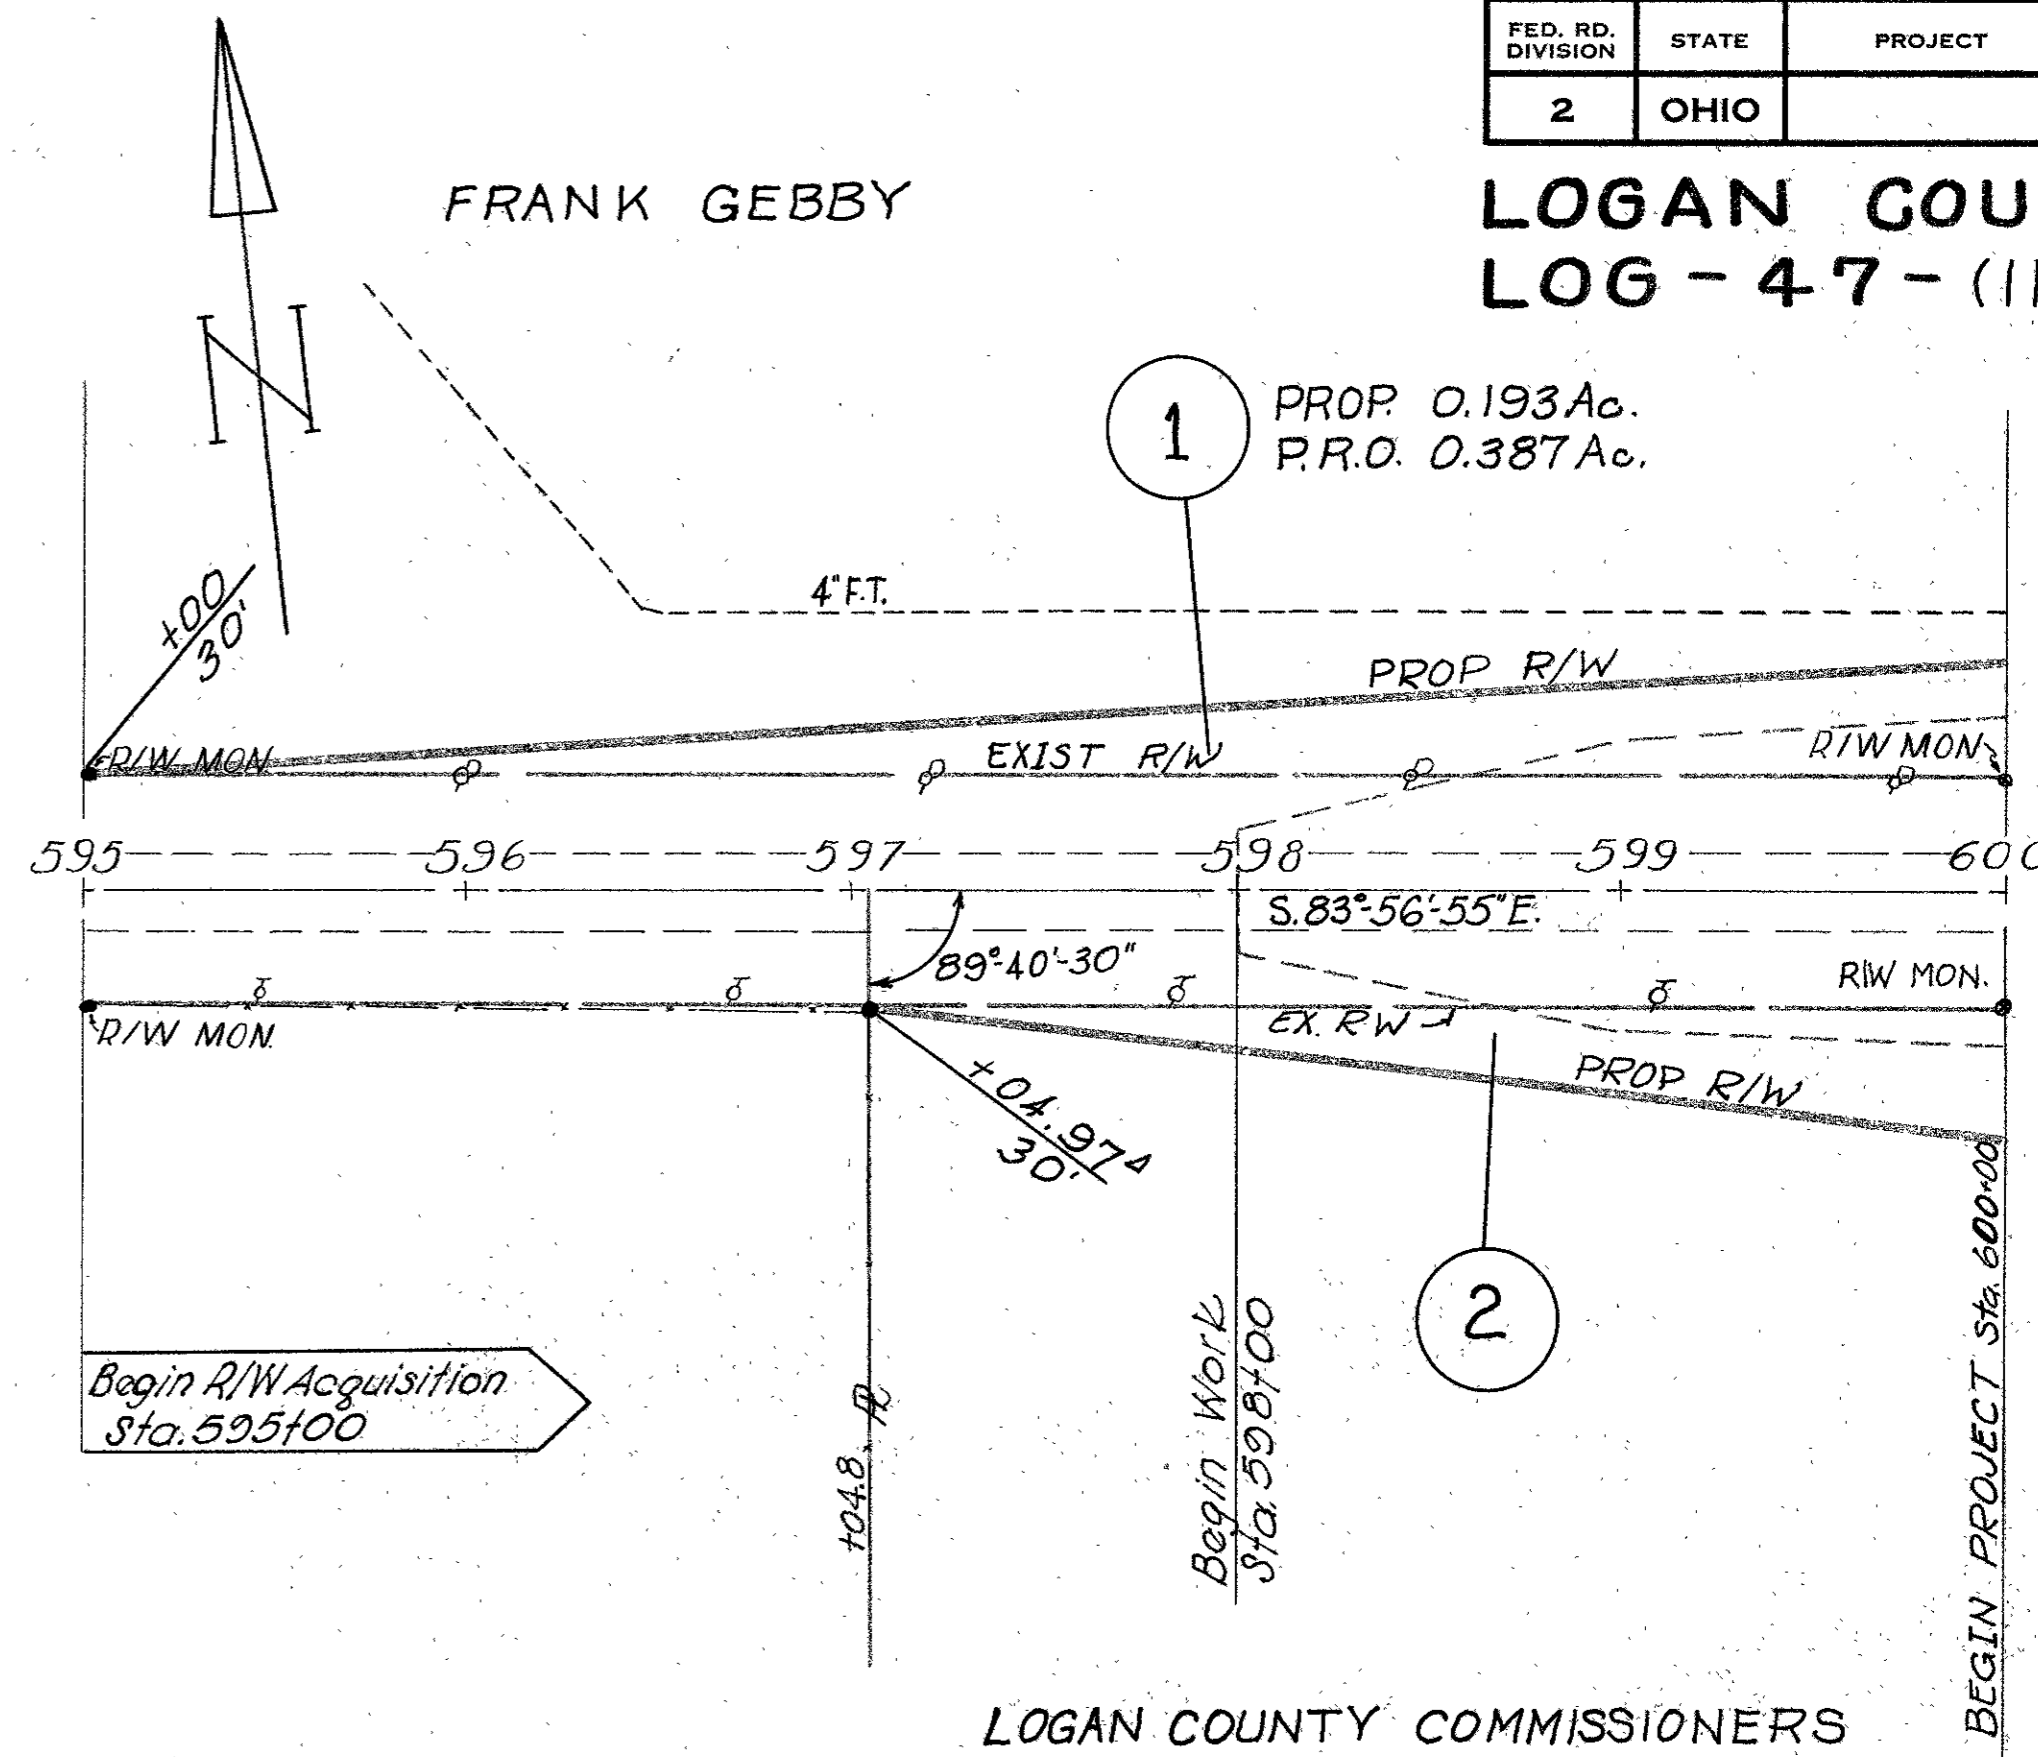 FED. RD. DIVISION STATE PROJECT
2 OHIO
LOGAN COU
LOG-47-(11
N
FRANK GEBBY
1
PROP. 0.193 Ac.
P.R.O. 0.387 Ac.
+00
30'
4" F.T.
PROP R/W
R/W MON
EXIST R/W
R/W MON
595 596 597 598 599 600
S. 83°-56'-55" E.
89°-40'-30"
R/W MON.
R/W MON.
EX. R W
PROP R/W
+04.97
30'
2
Begin R/W Acquisition
Sta. 595+00
+04.8 PL
Begin Work
Sta. 598+00
BEGIN PROJECT Sta. 600+00
LOGAN COUNTY COMMISSIONERS